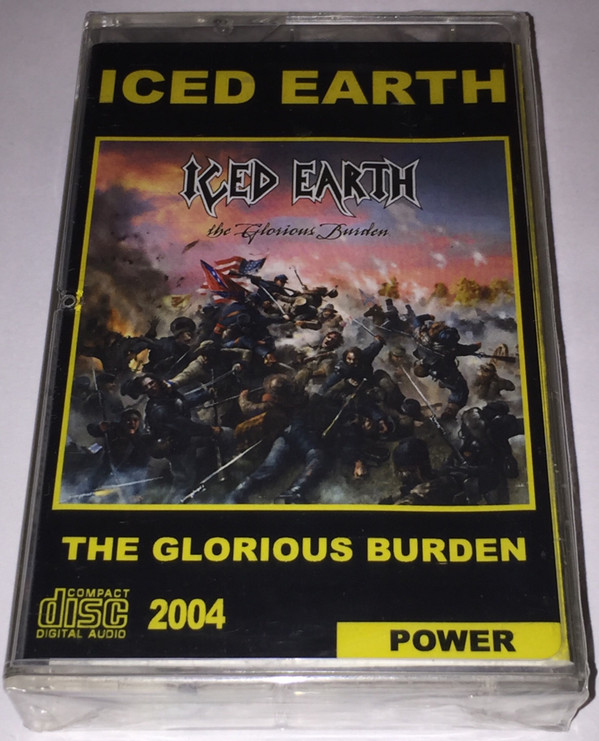 ICED EARTH
ICED EARTH
the Glorious Burden
THE GLORIOUS BURDEN
COMPACT
disc
DIGITAL AUDIO
2004
POWER